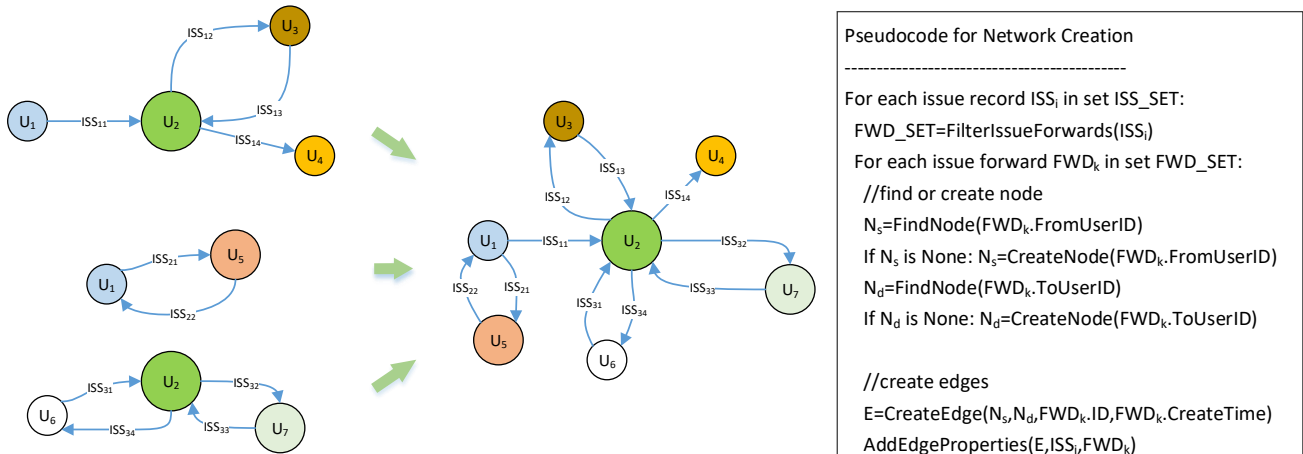 U3
ISS12
ISS13
U1
ISS11
U2
ISS14
U4
ISS21
U5
U1
ISS22
U2
ISS31
ISS32
U6
ISS34
ISS33
U7
U3
U4
ISS13
ISS12
ISS14
U1
ISS11
U2
ISS32
ISS22
ISS21
ISS31
ISS33
U7
ISS34
U5
U6
Pseudocode for Network Creation
--------------------------------------------
For each issue record ISSi in set ISS_SET:
FWD_SET=FilterIssueForwards(ISSi)
For each issue forward FWDk in set FWD_SET:
//find or create node
Ns=FindNode(FWDk.FromUserID)
If Ns is None: Ns=CreateNode(FWDk.FromUserID)
Nd=FindNode(FWDk.ToUserID)
If Nd is None: Nd=CreateNode(FWDk.ToUserID)
//create edges
E=CreateEdge(Ns,Nd,FWDk.ID,FWDk.CreateTime)
AddEdgeProperties(E,ISSi,FWDk)